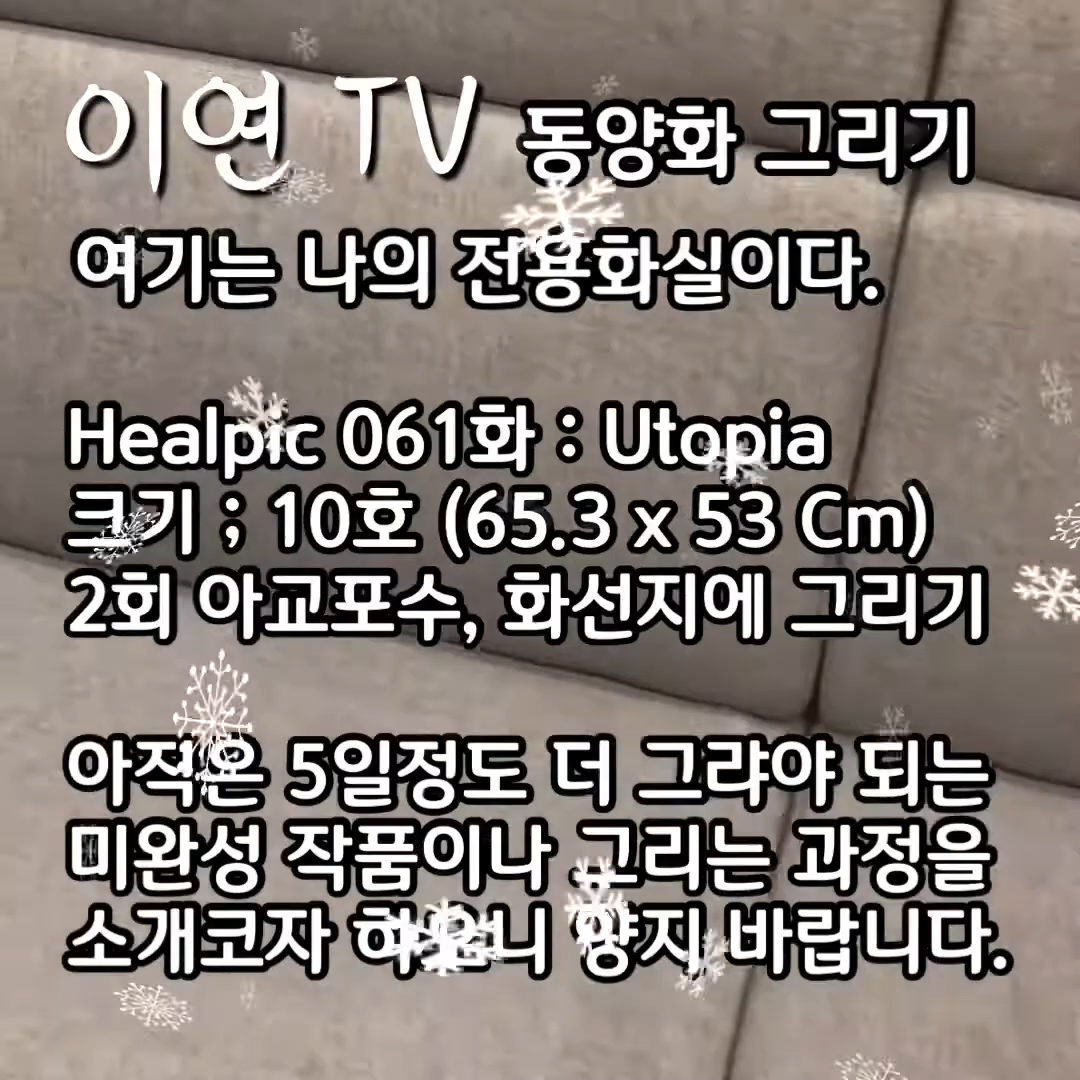 이연 TV 동양화 그리기
여기는 나의 전용화실이다.
Healpic 061화 : Utopia
크기 ; 10호 (65.3 x 53 Cm)
2회 아교포수, 화선지에 그리기
아직은 5일정도 더 그랴야 되는
미완성 작품이나 그리는 과정을
소개코자 하오니 양지 바랍니다.